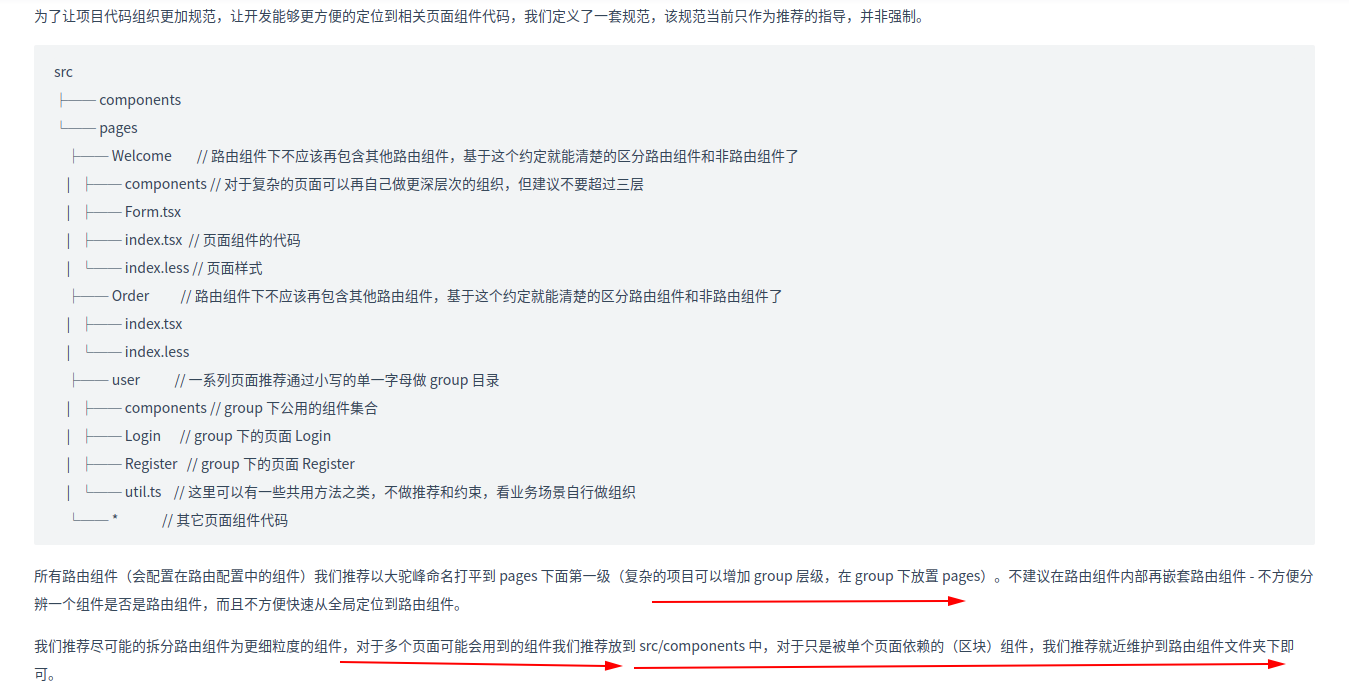 为了让项目代码组织更加规范，让开发能够更方便的定位到相关页面组件代码，我们定义了一套规范，该规范当前只作为推荐的指导，并非强制。
src
├── components
└── pages
├── Welcome // 路由组件下不应该再包含其他路由组件，基于这个约定就能清楚的区分路由组件和非路由组件了
| ├── components // 对于复杂的页面可以再自己做更深层次的组织，但建议不要超过三层
| ├── Form.tsx
| ├── index.tsx // 页面组件的代码
| └── index.less // 页面样式
├── Order // 路由组件下不应该再包含其他路由组件，基于这个约定就能清楚的区分路由组件和非路由组件了
| ├── index.tsx
| └── index.less
├── user // 一系列页面推荐通过小写的单一字母做 group 目录
| ├── components // group 下公用的组件集合
| ├── Login // group 下的页面 Login
| ├── Register // group 下的页面 Register
| └── util.ts // 这里可以有一些共用方法之类，不做推荐和约束，看业务场景自行做组织
└── * // 其它页面组件代码
所有路由组件（会配置在路由配置中的组件）我们推荐以大驼峰命名打平到 pages 下面第一级（复杂的项目可以增加 group 层级，在 group 下放置 pages）。不建议在路由组件内部再嵌套路由组件 - 不方便分
辨一个组件是否是路由组件，而且不方便快速从全局定位到路由组件。
我们推荐尽可能的拆分路由组件为更细粒度的组件，对于多个页面可能会用到的组件我们推荐放到 src/components 中，对于只是被单个页面依赖的（区块）组件，我们推荐就近维护到路由组件文件夹下即
可。